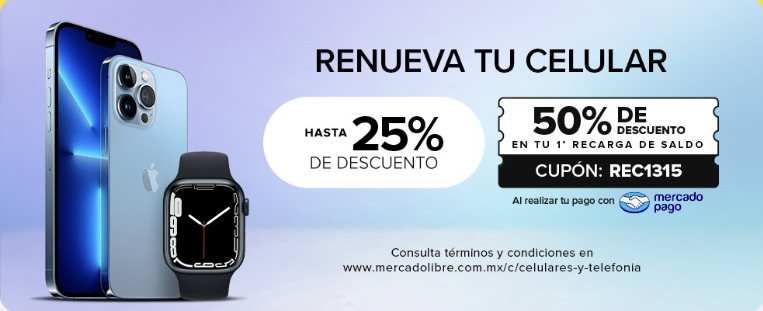 RENUEVA TU CELULAR
HASTA 25%
DE DESCUENTO
50% DE
DESCUENTO
EN TU 1ª RECARGA DE SALDO
CUPÓN: REC1315
Al realizar tu pago con mercado
pago
Consulta términos y condiciones en
www.mercadolibre.com.mx/c/celulares-y-telefonia